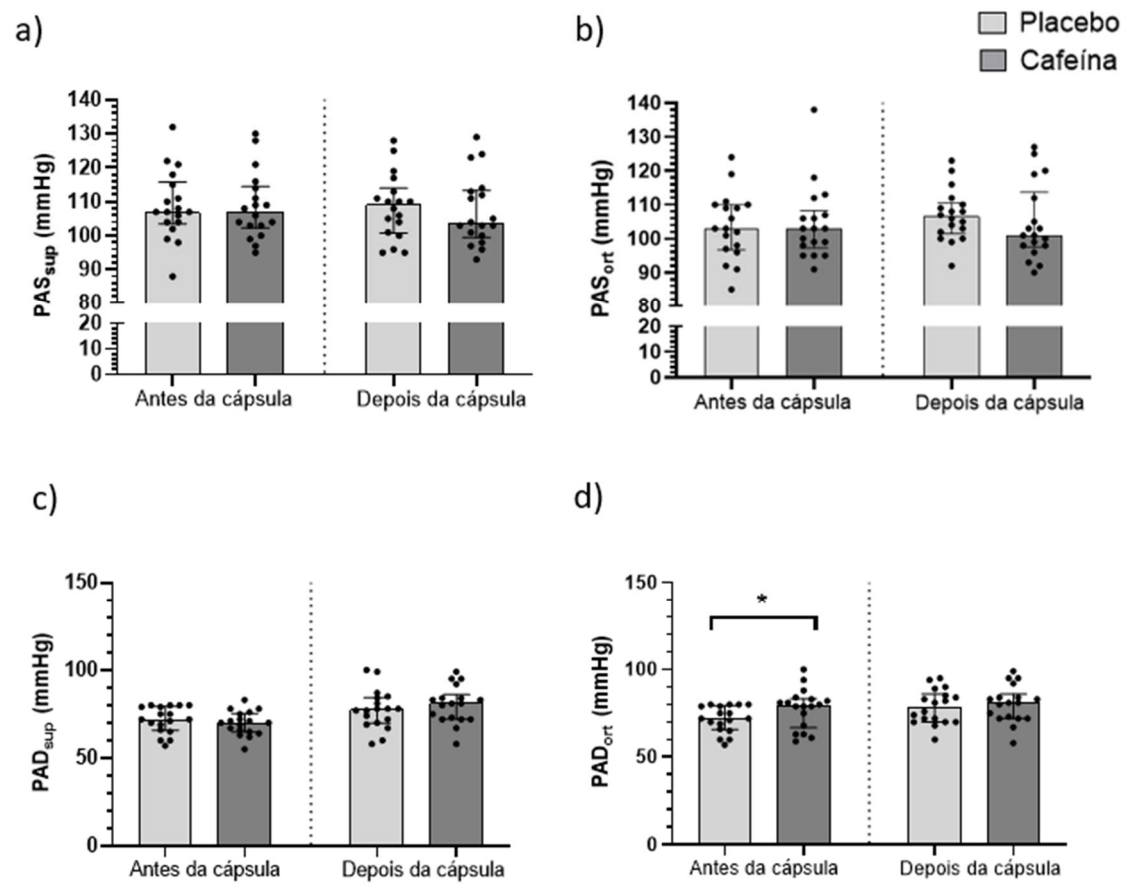 a)
b)
Placebo
Cafeína
PASsup (mmHg)
140
130
120
110
100
90
80
20
10
0
Antes da cápsula
Depois da cápsula
PASort (mmHg)
140
120
100
80
20
10
0
Antes da cápsula
Depois da cápsula
c)
d)
PADsup (mmHg)
150
100
50
0
Antes da cápsula
Depois da cápsula
PADort (mmHg)
150
100
50
0
*
Antes da cápsula
Depois da cápsula